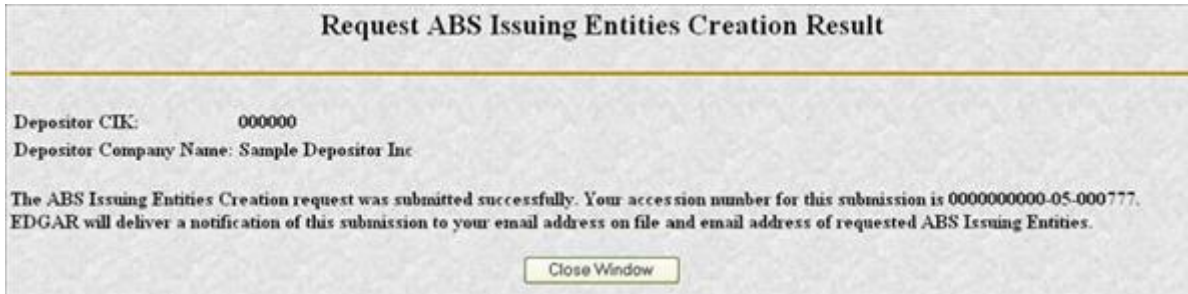 Request ABS Issuing Entities Creation Result
Depositor CIK: 000000
Depositor Company Name: Sample Depositor Inc
The ABS Issuing Entities Creation request was submitted successfully. Your accession number for this submission is 0000000000-05-000777.
EDGAR will deliver a notification of this submission to your email address on file and email address of requested ABS Issuing Entities.
Close Window